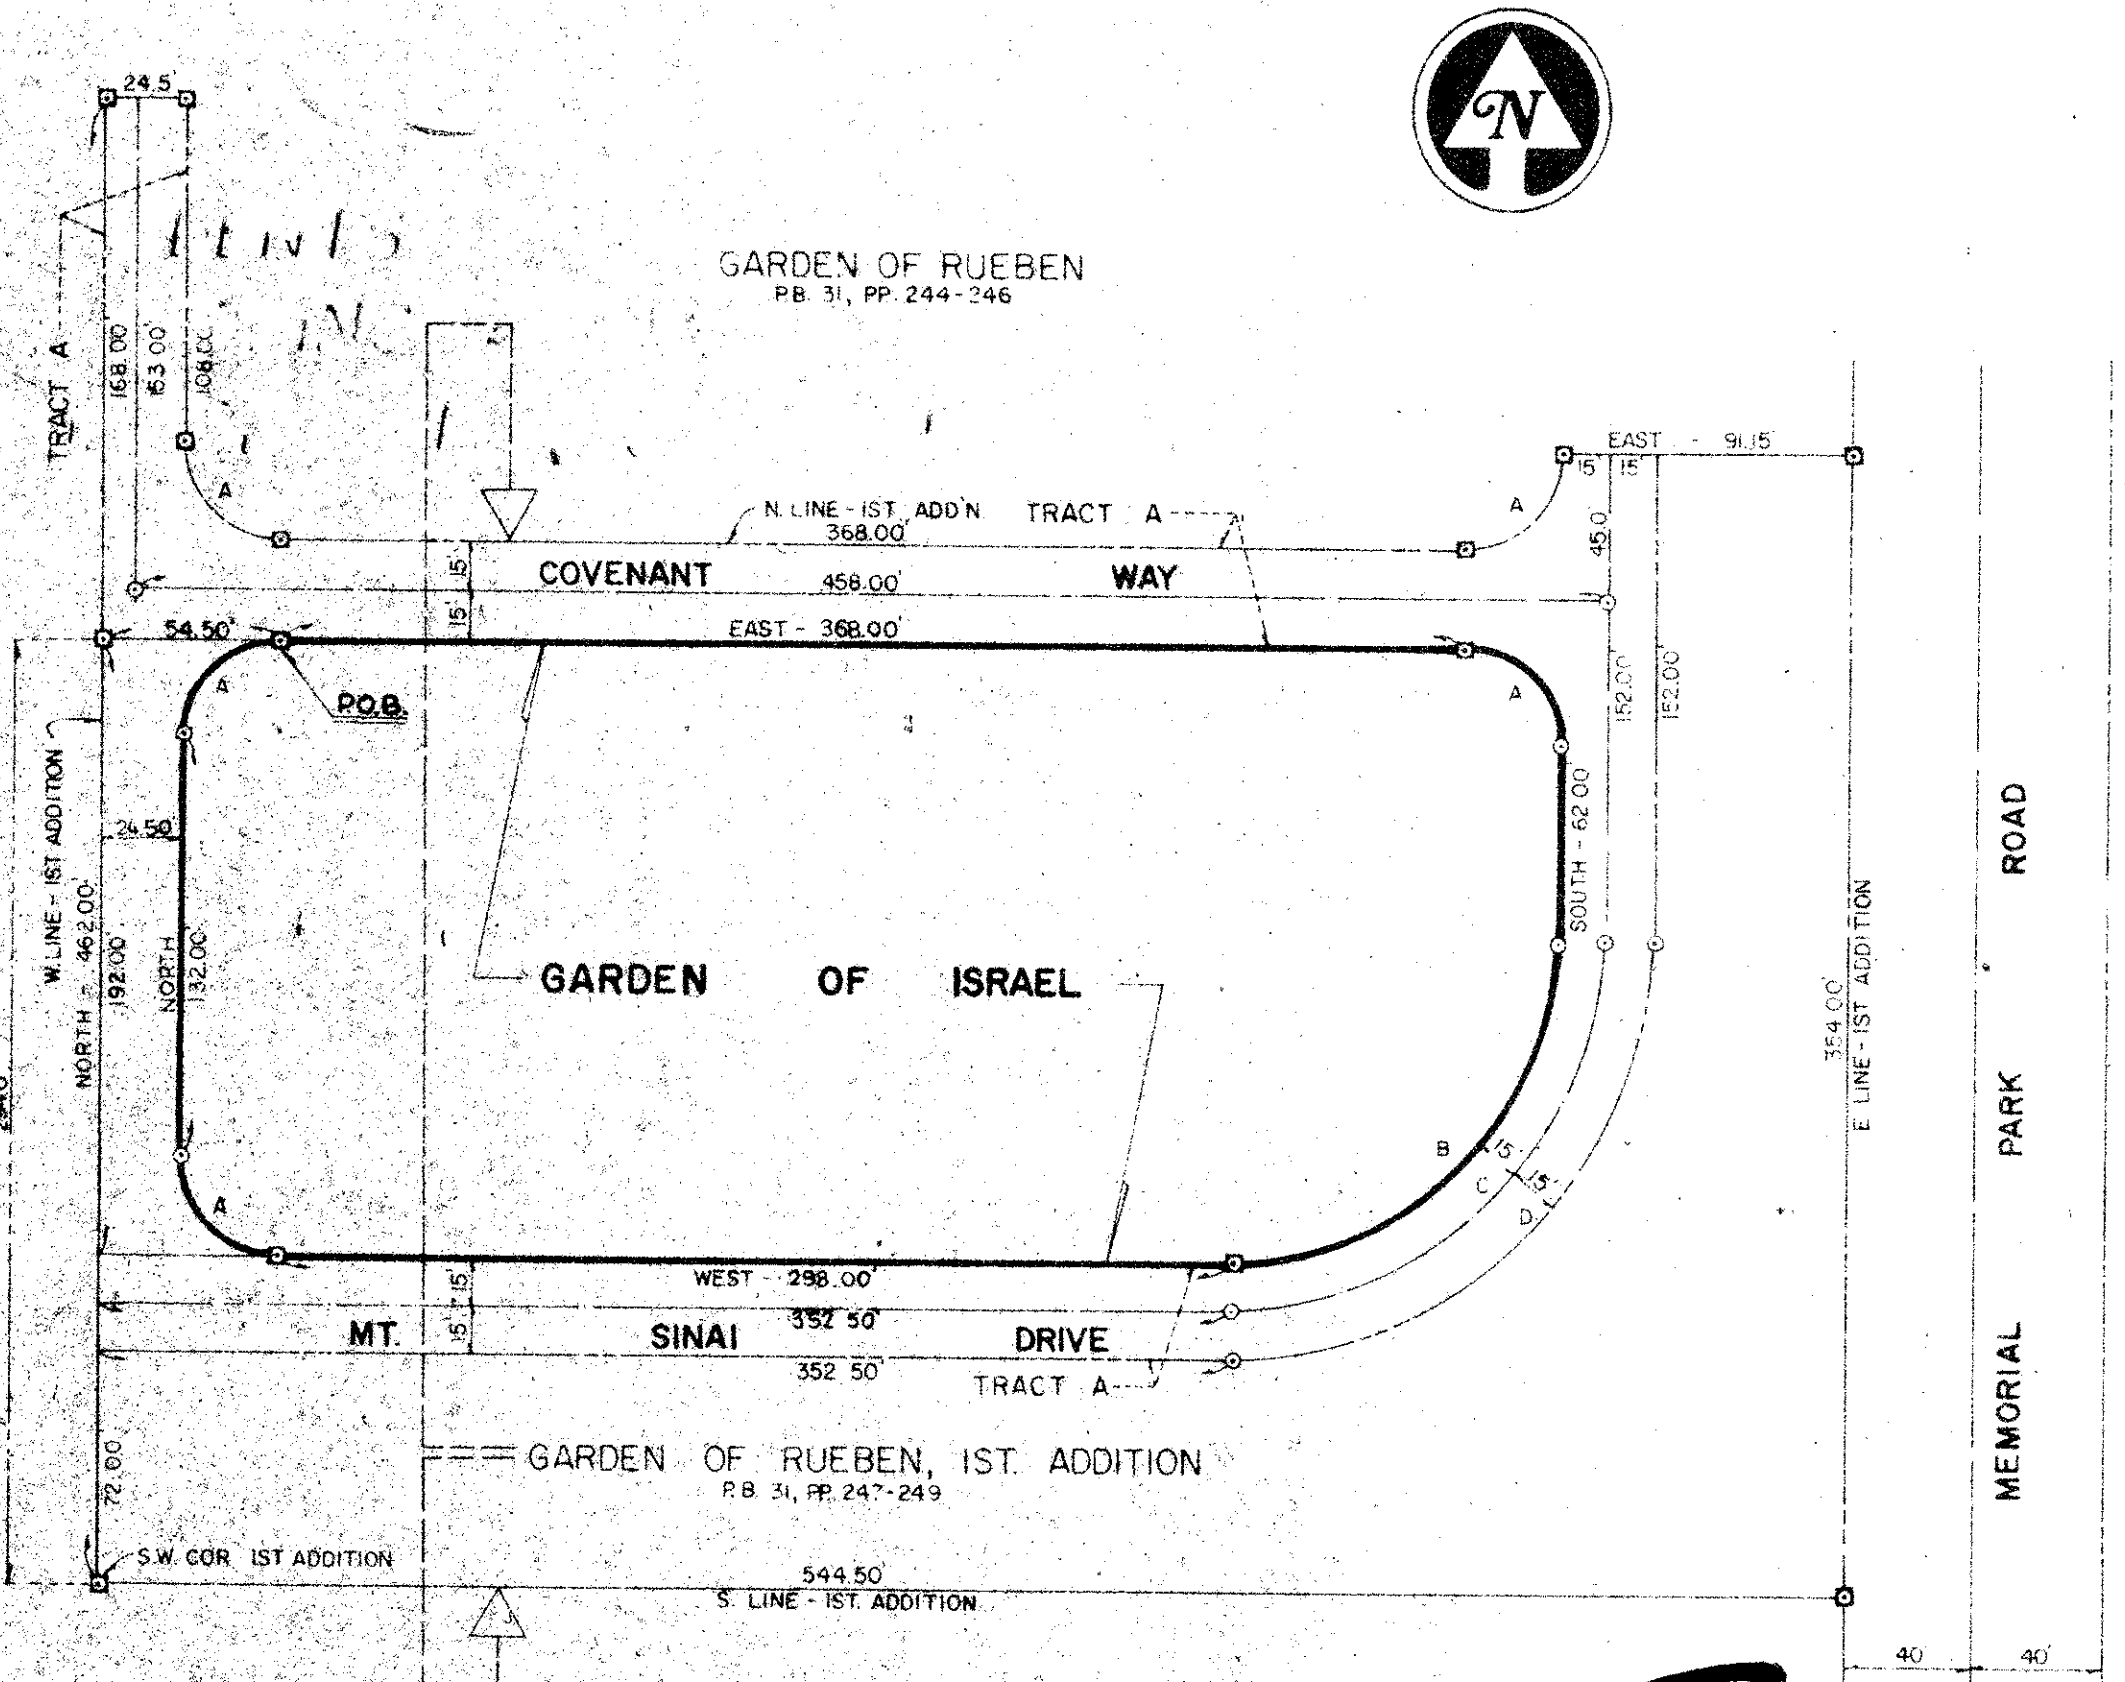 N
24.5'
GARDEN OF RUEBEN
P.B. 31, PP. 244-246
TRACT A
168.00'
153.00'
108.00
A
EAST - 91.15'
15' 15'
A
45.0
N. LINE - 1ST. ADD'N. TRACT A
368.00'
15'
COVENANT WAY
458.00'
15'
54.50'
EAST - 368.00'
A
P.O.B.
A
152.00'
152.00'
W. LINE - 1ST ADDITION
24.50'
SOUTH - 62.00'
NORTH - 462.00'
192.00
NORTH
132.00'
GARDEN OF ISRAEL
354.00'
E LINE - 1ST ADDITION
MEMORIAL PARK ROAD
A
B
15
C
15
D
WEST - 298.00'
15'
352.50'
15'
MT. SINAI DRIVE
352.50'
TRACT A
GARDEN OF RUEBEN, 1ST. ADDITION
P.B. 31, PP. 247-249
72.00
S.W. COR 1ST ADDITION
544.50'
S. LINE - 1ST. ADDITION
40' 40'